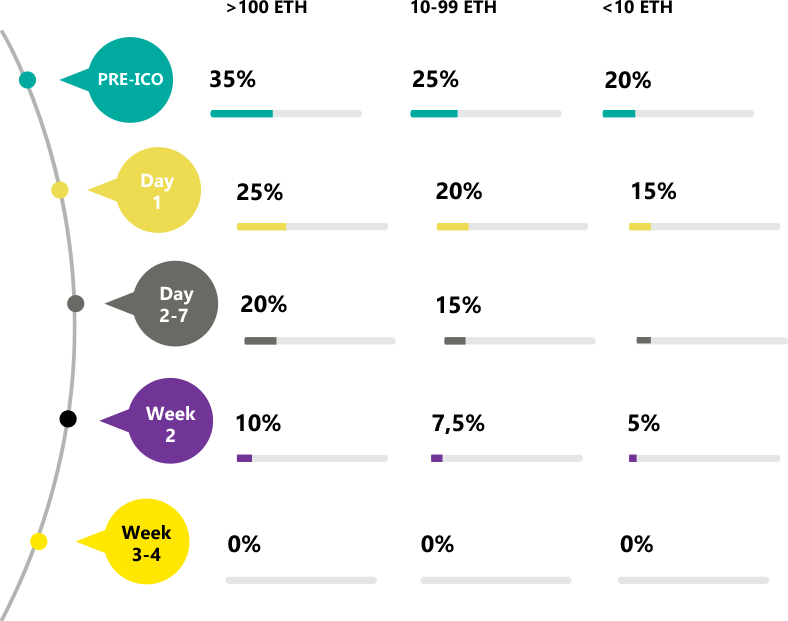 >100 ETH 10-99 ETH <10 ETH
PRE-ICO 35% 25% 20%
Day
1
25% 20% 15%
Day
2-7
20% 15%
Week
2
10% 7,5% 5%
Week
3-4
0% 0% 0%